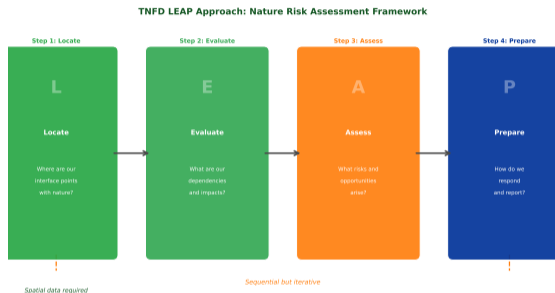 TNFD LEAP Approach: Nature Risk Assessment Framework
Step 1: Locate
Step 2: Evaluate
Step 3: Assess
Step 4: Prepare
L
E
A
P
Locate
Evaluate
Assess
Prepare
Where are our
interface points
with nature?
What are our
dependencies
and impacts?
What risks and
opportunities
arise?
How do we
respond
and report?
Sequential but iterative
Spatial data required